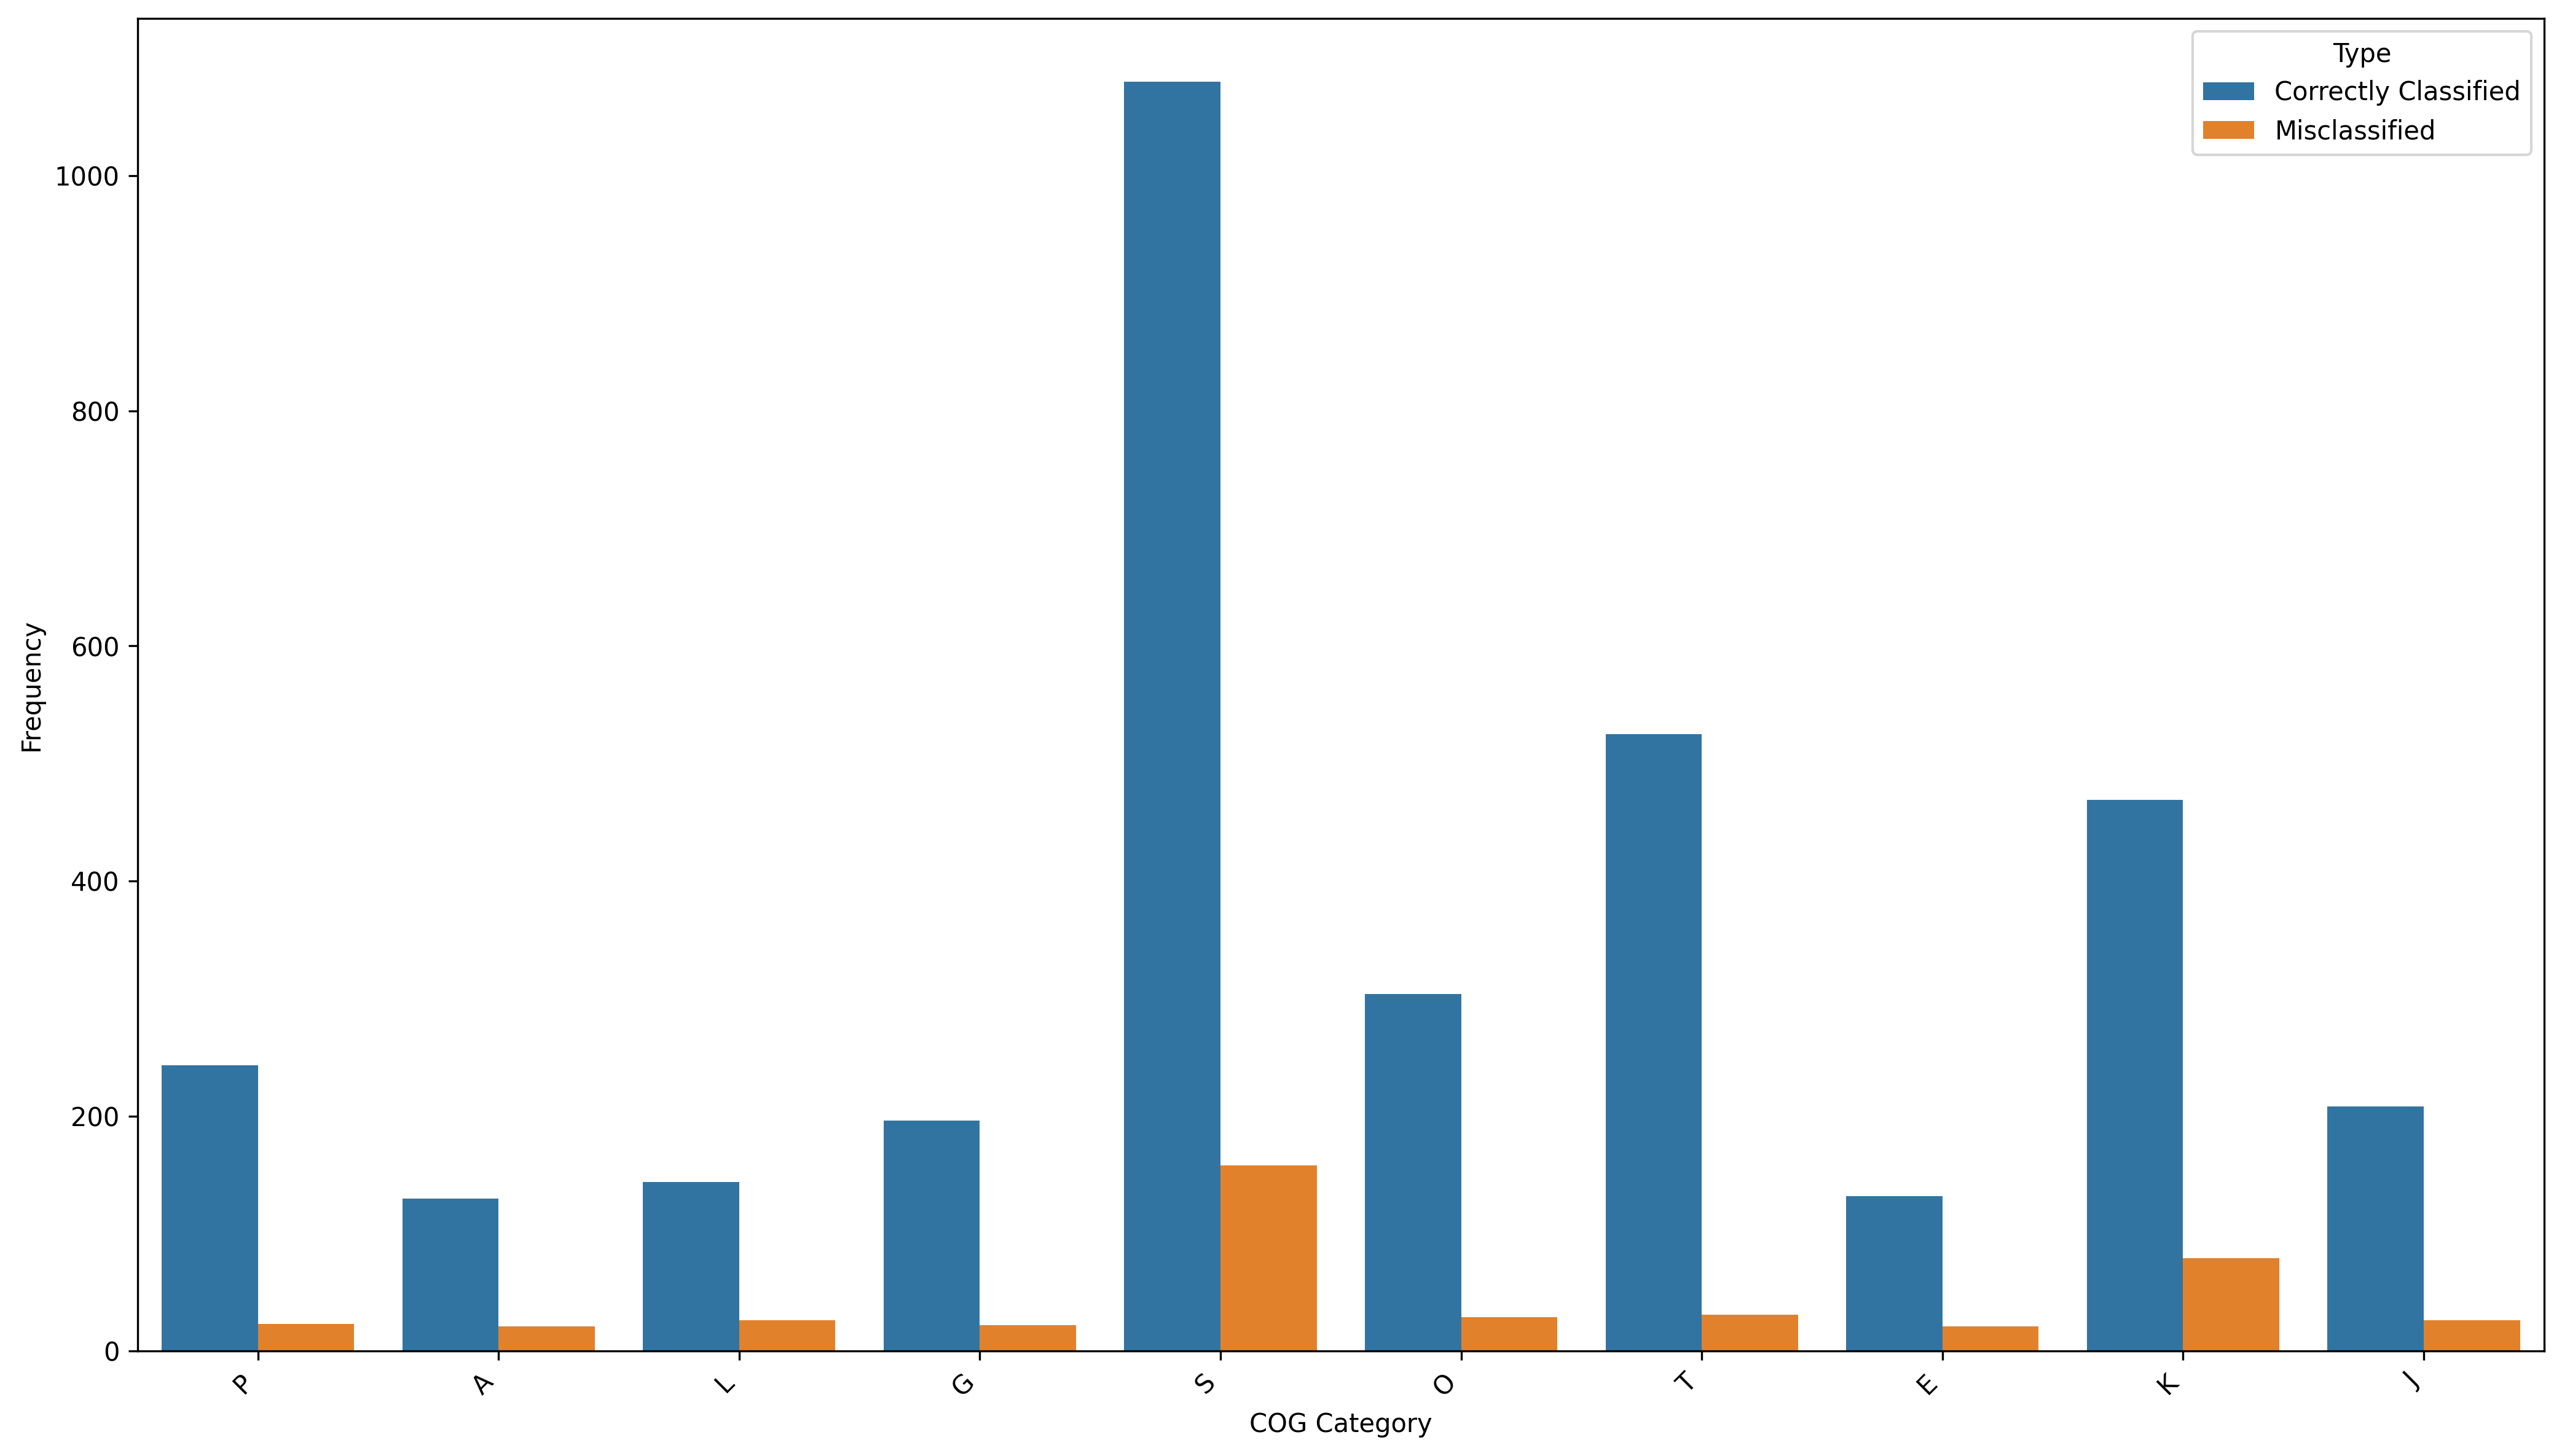 Type
Correctly Classified
Misclassified
1000
800
600
400
200
0
Frequency
P A L G S O T E K J
COG Category